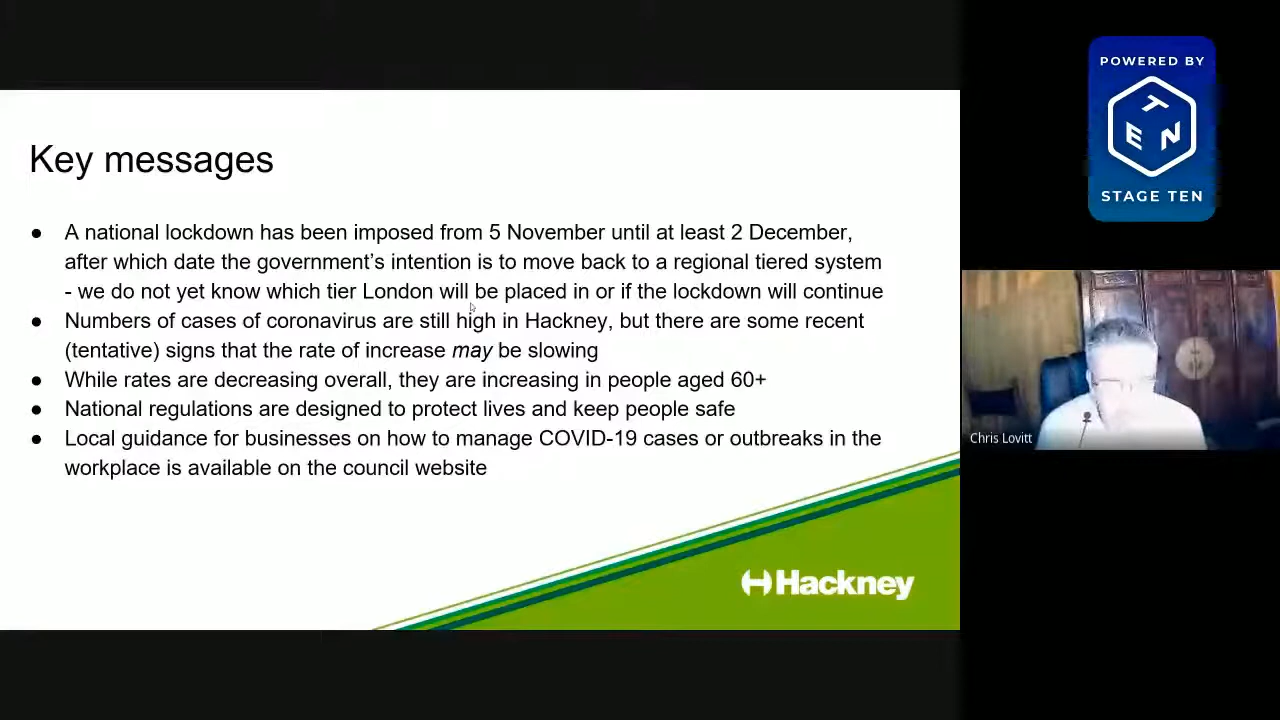 Key messages
● A national lockdown has been imposed from 5 November until at least 2 December,
after which date the government’s intention is to move back to a regional tiered system
- we do not yet know which tier London will be placed in or if the lockdown will continue
● Numbers of cases of coronavirus are still high in Hackney, but there are some recent
(tentative) signs that the rate of increase may be slowing
● While rates are decreasing overall, they are increasing in people aged 60+
● National regulations are designed to protect lives and keep people safe
● Local guidance for businesses on how to manage COVID-19 cases or outbreaks in the
workplace is available on the council website
Hackney
POWERED BY
TEN
STAGE TEN
Chris Lovitt